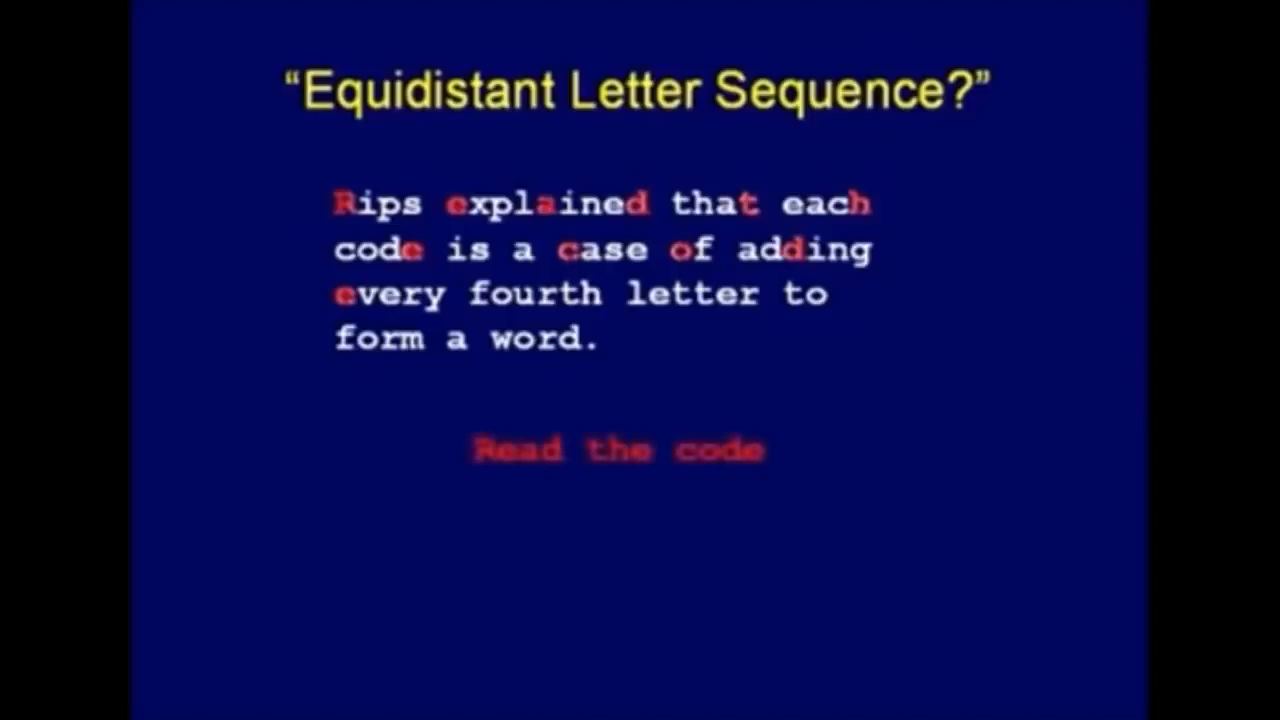 “Equidistant Letter Sequence?”
Rips explained that each
code is a case of adding
every fourth letter to
form a word.
Read the code